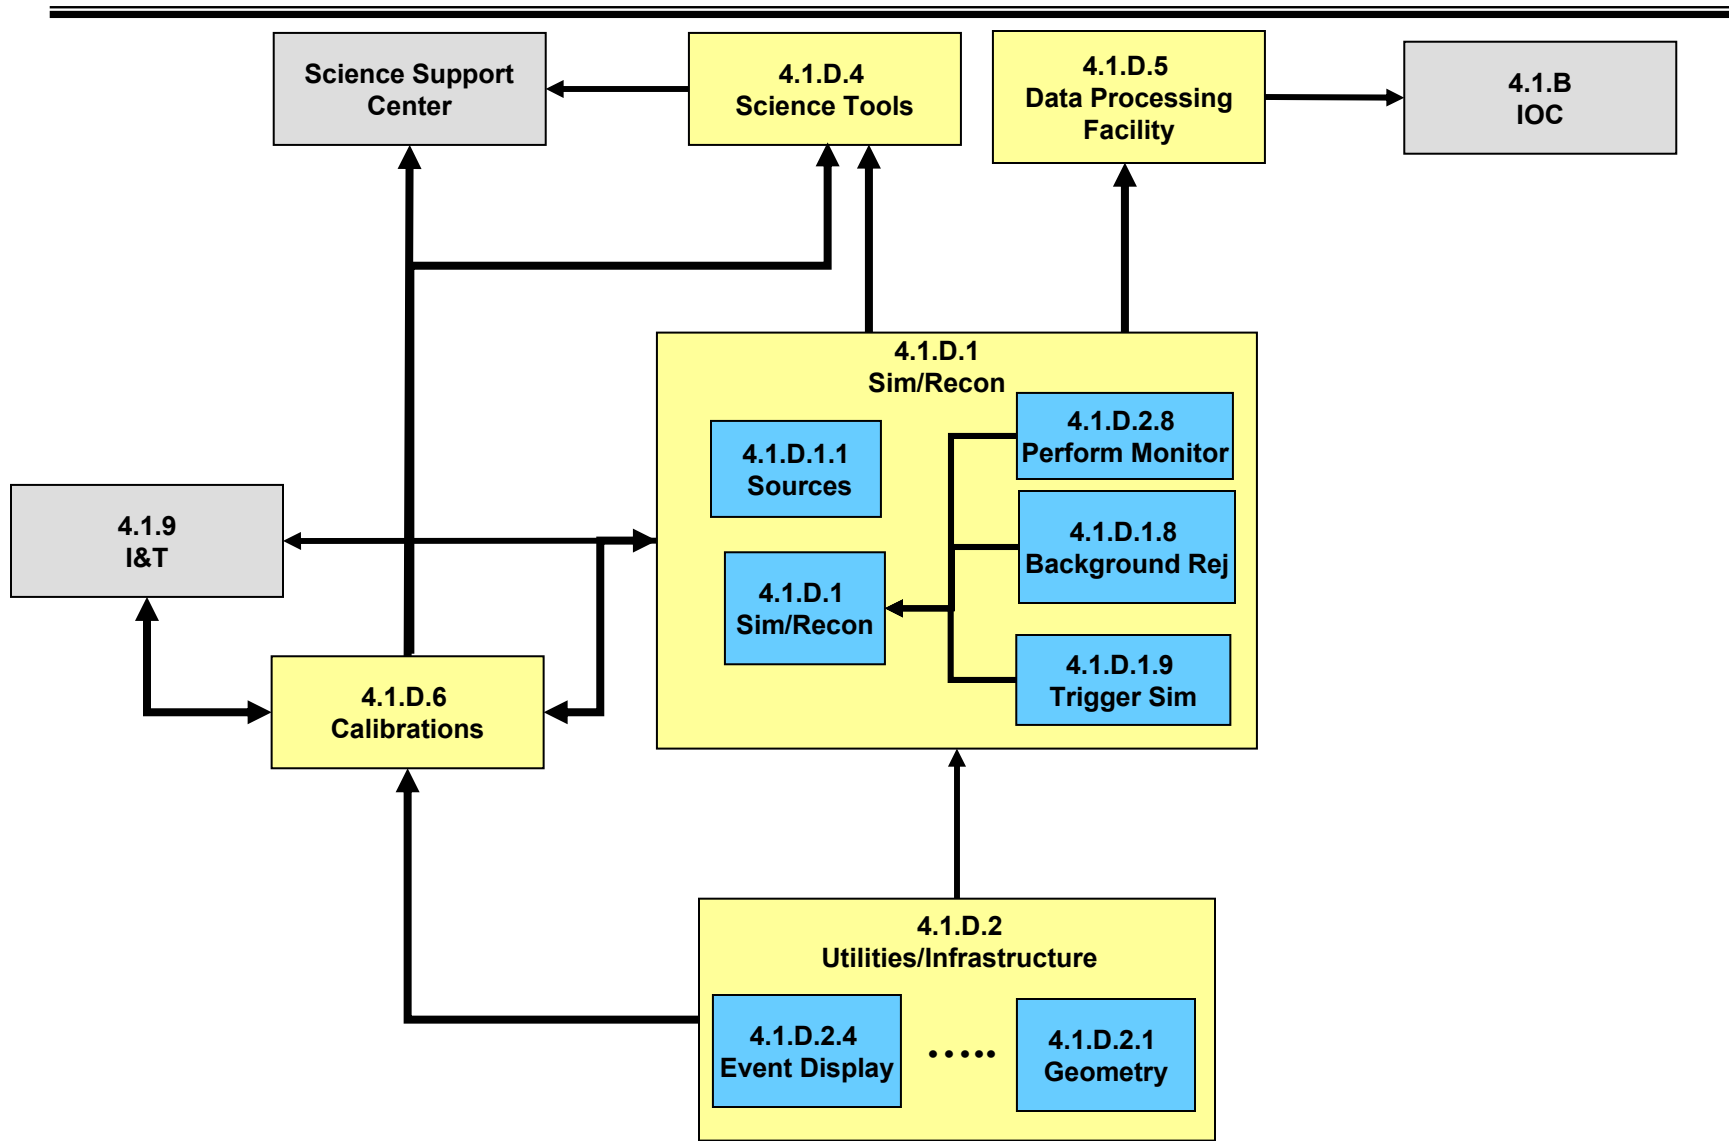 Science Support
Center
4.1.D.4
Science Tools
4.1.D.5
Data Processing
Facility
4.1.B
IOC
4.1.D.1
Sim/Recon
4.1.D.1.1
Sources
4.1.D.2.8
Perform Monitor
4.1.D.1.8
Background Rej
4.1.D.1
Sim/Recon
4.1.D.1.9
Trigger Sim
4.1.9
I&T
4.1.D.6
Calibrations
4.1.D.2
Utilities/Infrastructure
4.1.D.2.4
Event Display
.....
4.1.D.2.1
Geometry